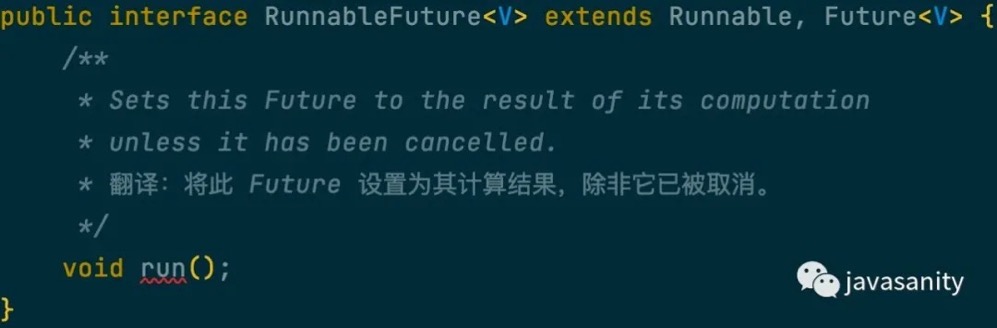 public interface RunnableFuture<V> extends Runnable, Future<V> {
    /**
     * Sets this Future to the result of its computation
     * unless it has been cancelled.
     * 翻译：将此 Future 设置为其计算结果，除非它已被取消。
     */
    void run();
}
javasanity